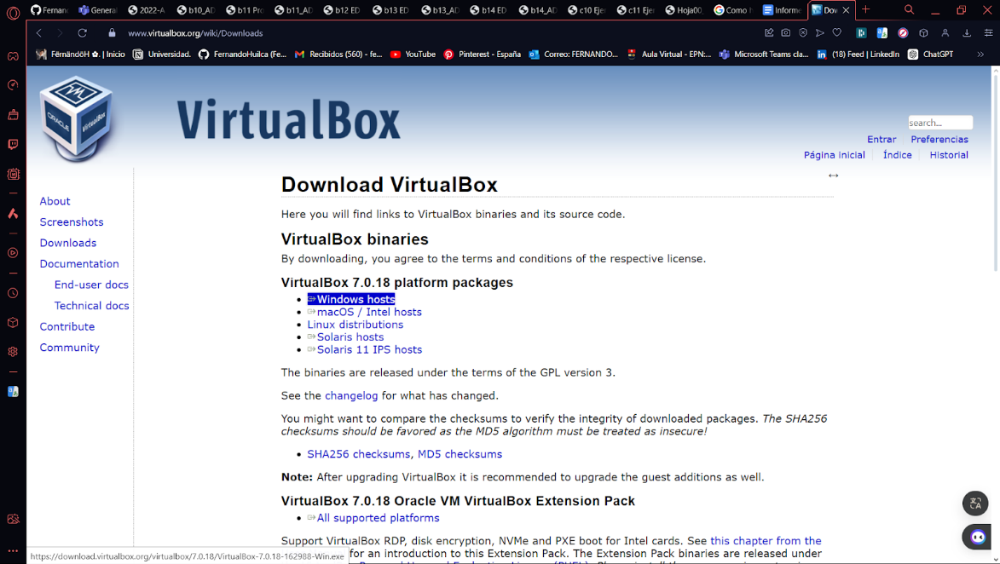 Fernan
General
2022-A
b10_AD
b11 Pro
b11_AD
b12 ED
b13 ED
b13_AD
b14 ED
b14_AD
c10 Ejer
c11 Ejer
Hoja00
Como
Informe
Dow
www.virtualbox.org/wiki/Downloads
FërnändöH ✿. | Inicio
Universidad.
FernandoHuilca (Fe...
Recibidos (560) - fe...
YouTube
Pinterest - España
Correo: FERNANDO...
Aula Virtual - EPN:...
Microsoft Teams cla...
(18) Feed | LinkedIn
ChatGPT
ORACLE
VirtualBox
VirtualBox
search...
Entrar Preferencias
Página inicial Índice Historial
About
Screenshots
Downloads
Documentation
End-user docs
Technical docs
Contribute
Community
Download VirtualBox
Here you will find links to VirtualBox binaries and its source code.
VirtualBox binaries
By downloading, you agree to the terms and conditions of the respective license.
VirtualBox 7.0.18 platform packages
Windows hosts
macOS / Intel hosts
Linux distributions
Solaris hosts
Solaris 11 IPS hosts
The binaries are released under the terms of the GPL version 3.
See the changelog for what has changed.
You might want to compare the checksums to verify the integrity of downloaded packages. The SHA256
checksums should be favored as the MD5 algorithm must be treated as insecure!
SHA256 checksums, MD5 checksums
Note: After upgrading VirtualBox it is recommended to upgrade the guest additions as well.
VirtualBox 7.0.18 Oracle VM VirtualBox Extension Pack
All supported platforms
Support VirtualBox RDP, disk encryption, NVMe and PXE boot for Intel cards. See this chapter from the
for an introduction to this Extension Pack. The Extension Pack binaries are released under
https://download.virtualbox.org/virtualbox/7.0.18/VirtualBox-7.0.18-162988-Win.exe